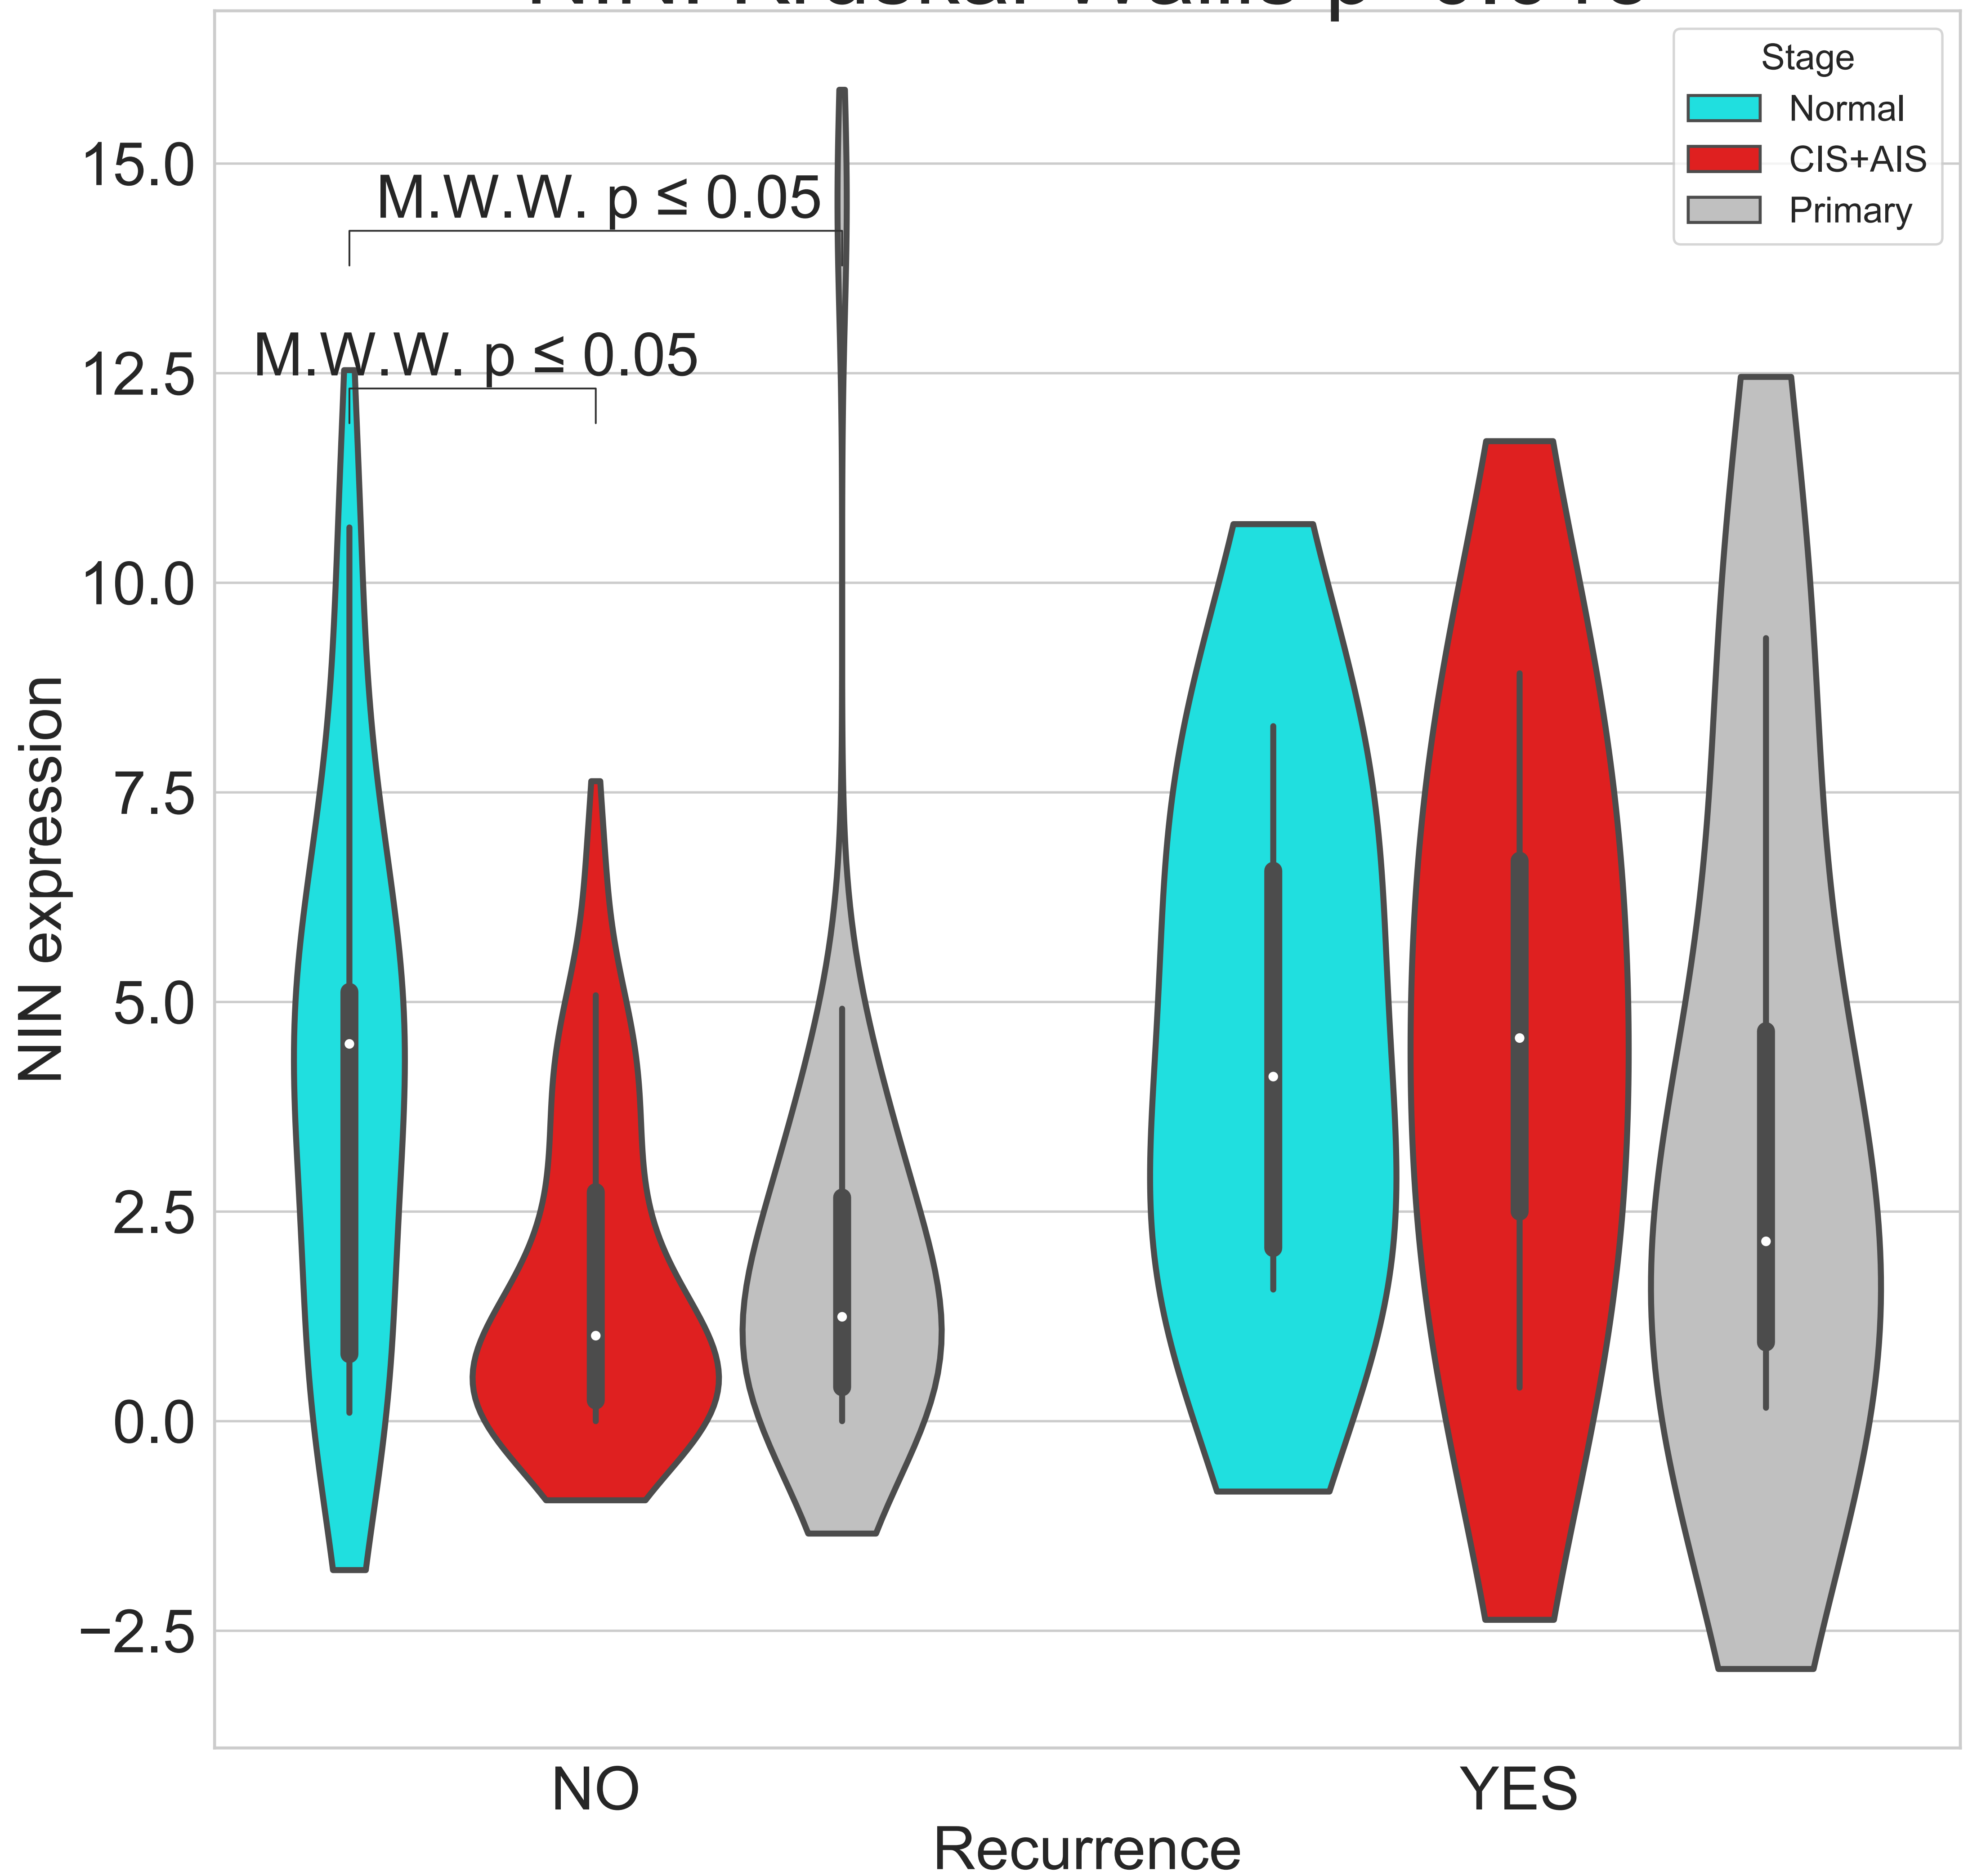 Stage
Normal
CIS+AIS
Primary
15.0
12.5
10.0
7.5
5.0
2.5
0.0
−2.5
M.W.W. p ≤ 0.05
M.W.W. p ≤ 0.05
NIN expression
NO
YES
Recurrence